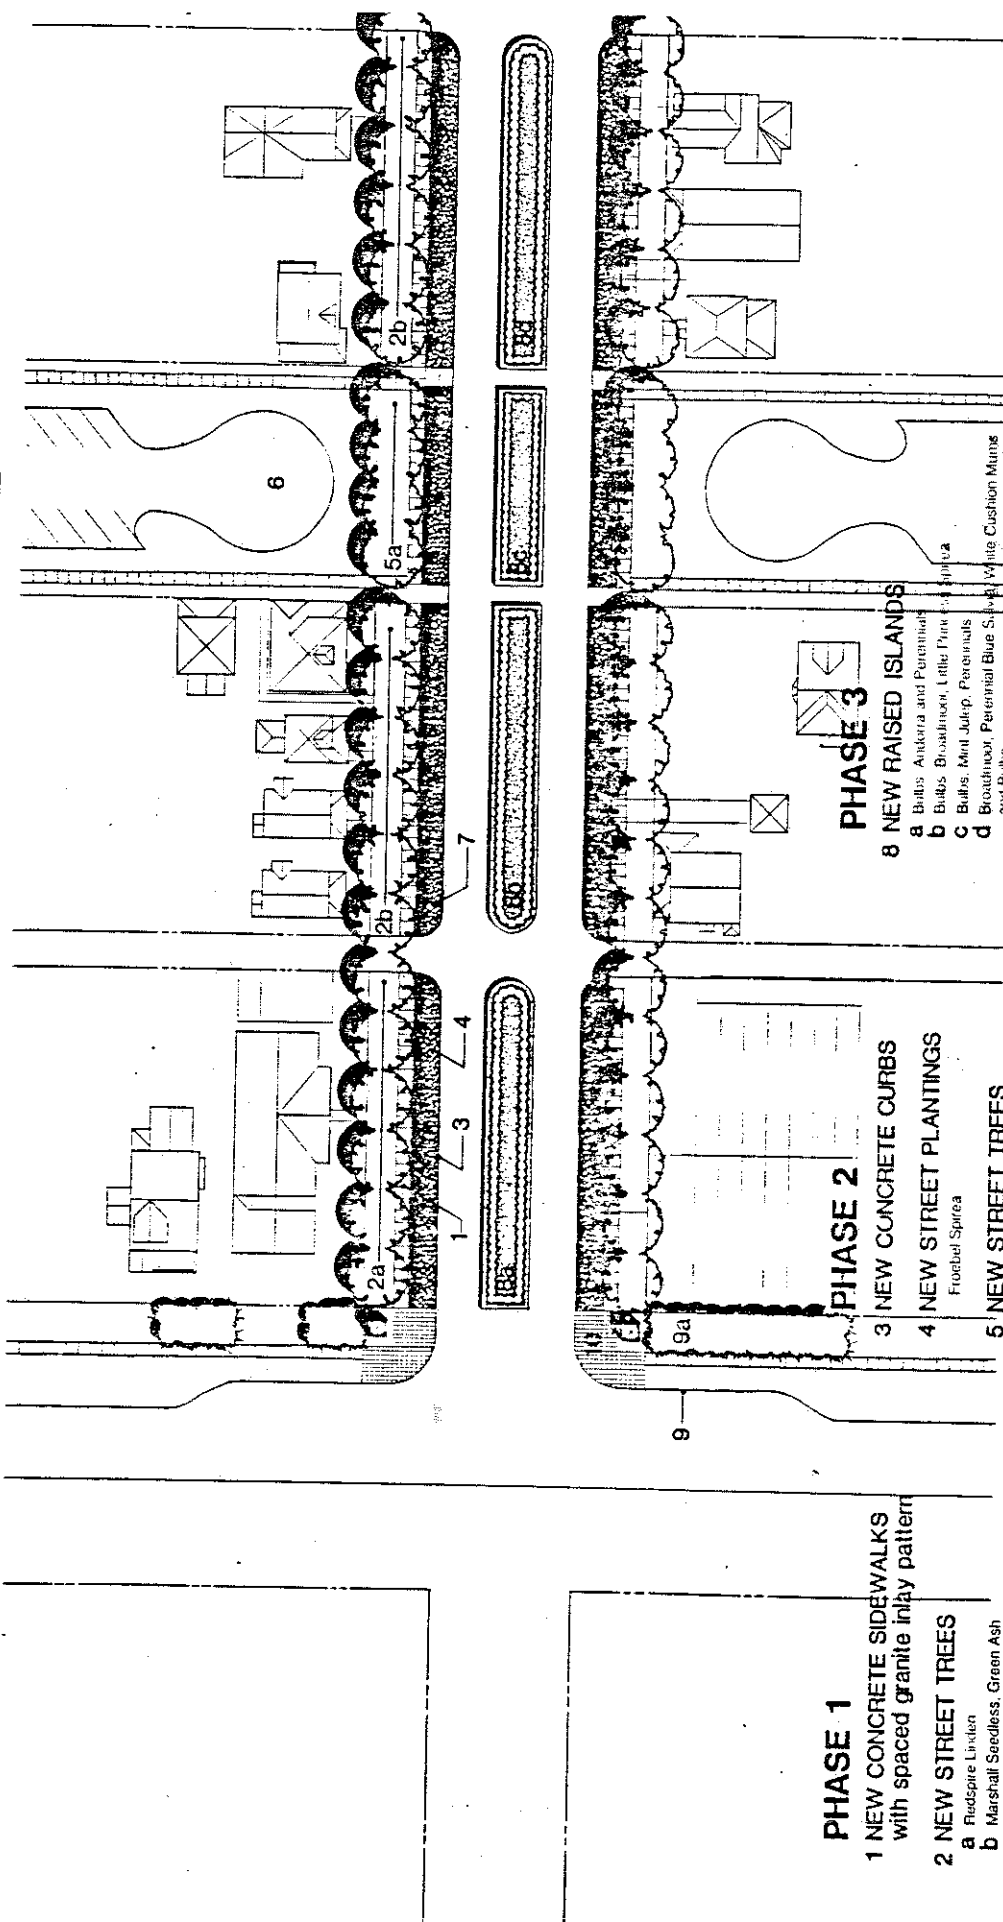 2b
8d
6
5a
8c
2b
8b
7
2a
1
3
4
8a
9a
9
PHASE 1
1 NEW CONCRETE SIDEWALKS
with spaced granite inlay pattern
2 NEW STREET TREES
a Redspire Linden
b Marshall Seedless, Green Ash
PHASE 2
3 NEW CONCRETE CURBS
4 NEW STREET PLANTINGS
Froebel Spirea
5 NEW STREET TREES
PHASE 3
8 NEW RAISED ISLANDS
a Bulbs Andorra and Perennials
b Bulbs Broadmoor, Little Princess Spirea
c Bulbs, Mint Julep, Perennials
d Broadmoor, Perennial Blue Salvia, White Cushion Mums
and Bulbs